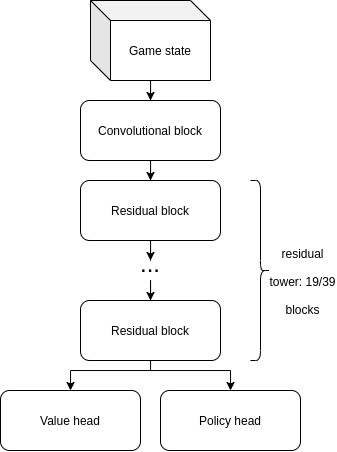 Game state
Convolutional block
Residual block
...
Residual block
residual
tower: 19/39
blocks
Value head
Policy head